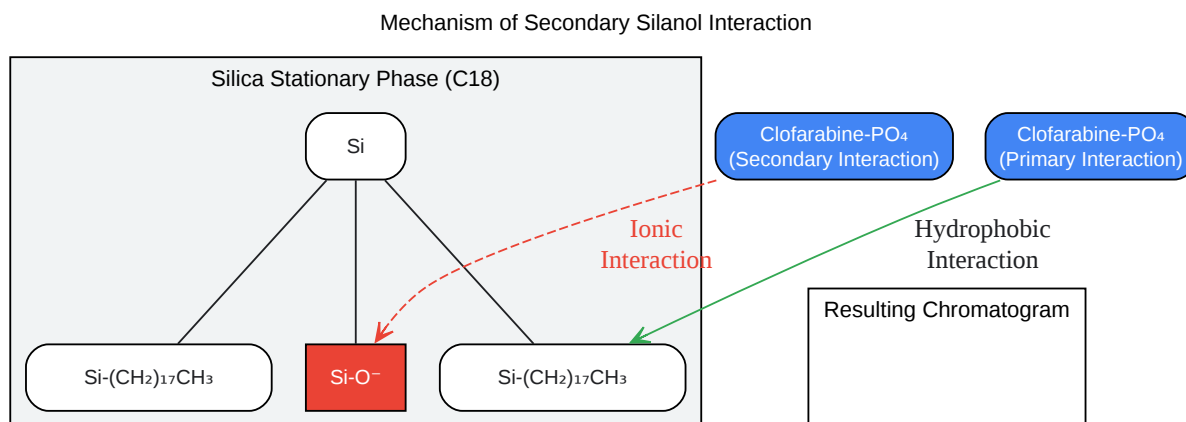 Mechanism of Secondary Silanol Interaction
Silica Stationary Phase (C18)
Si
Clofarabine-PO₄
(Secondary Interaction)
Clofarabine-PO₄
(Primary Interaction)
Ionic
Interaction
Hydrophobic
Interaction
Resulting Chromatogram
Si-(CH₂)₁₇CH₃
Si-O⁻
Si-(CH₂)₁₇CH₃